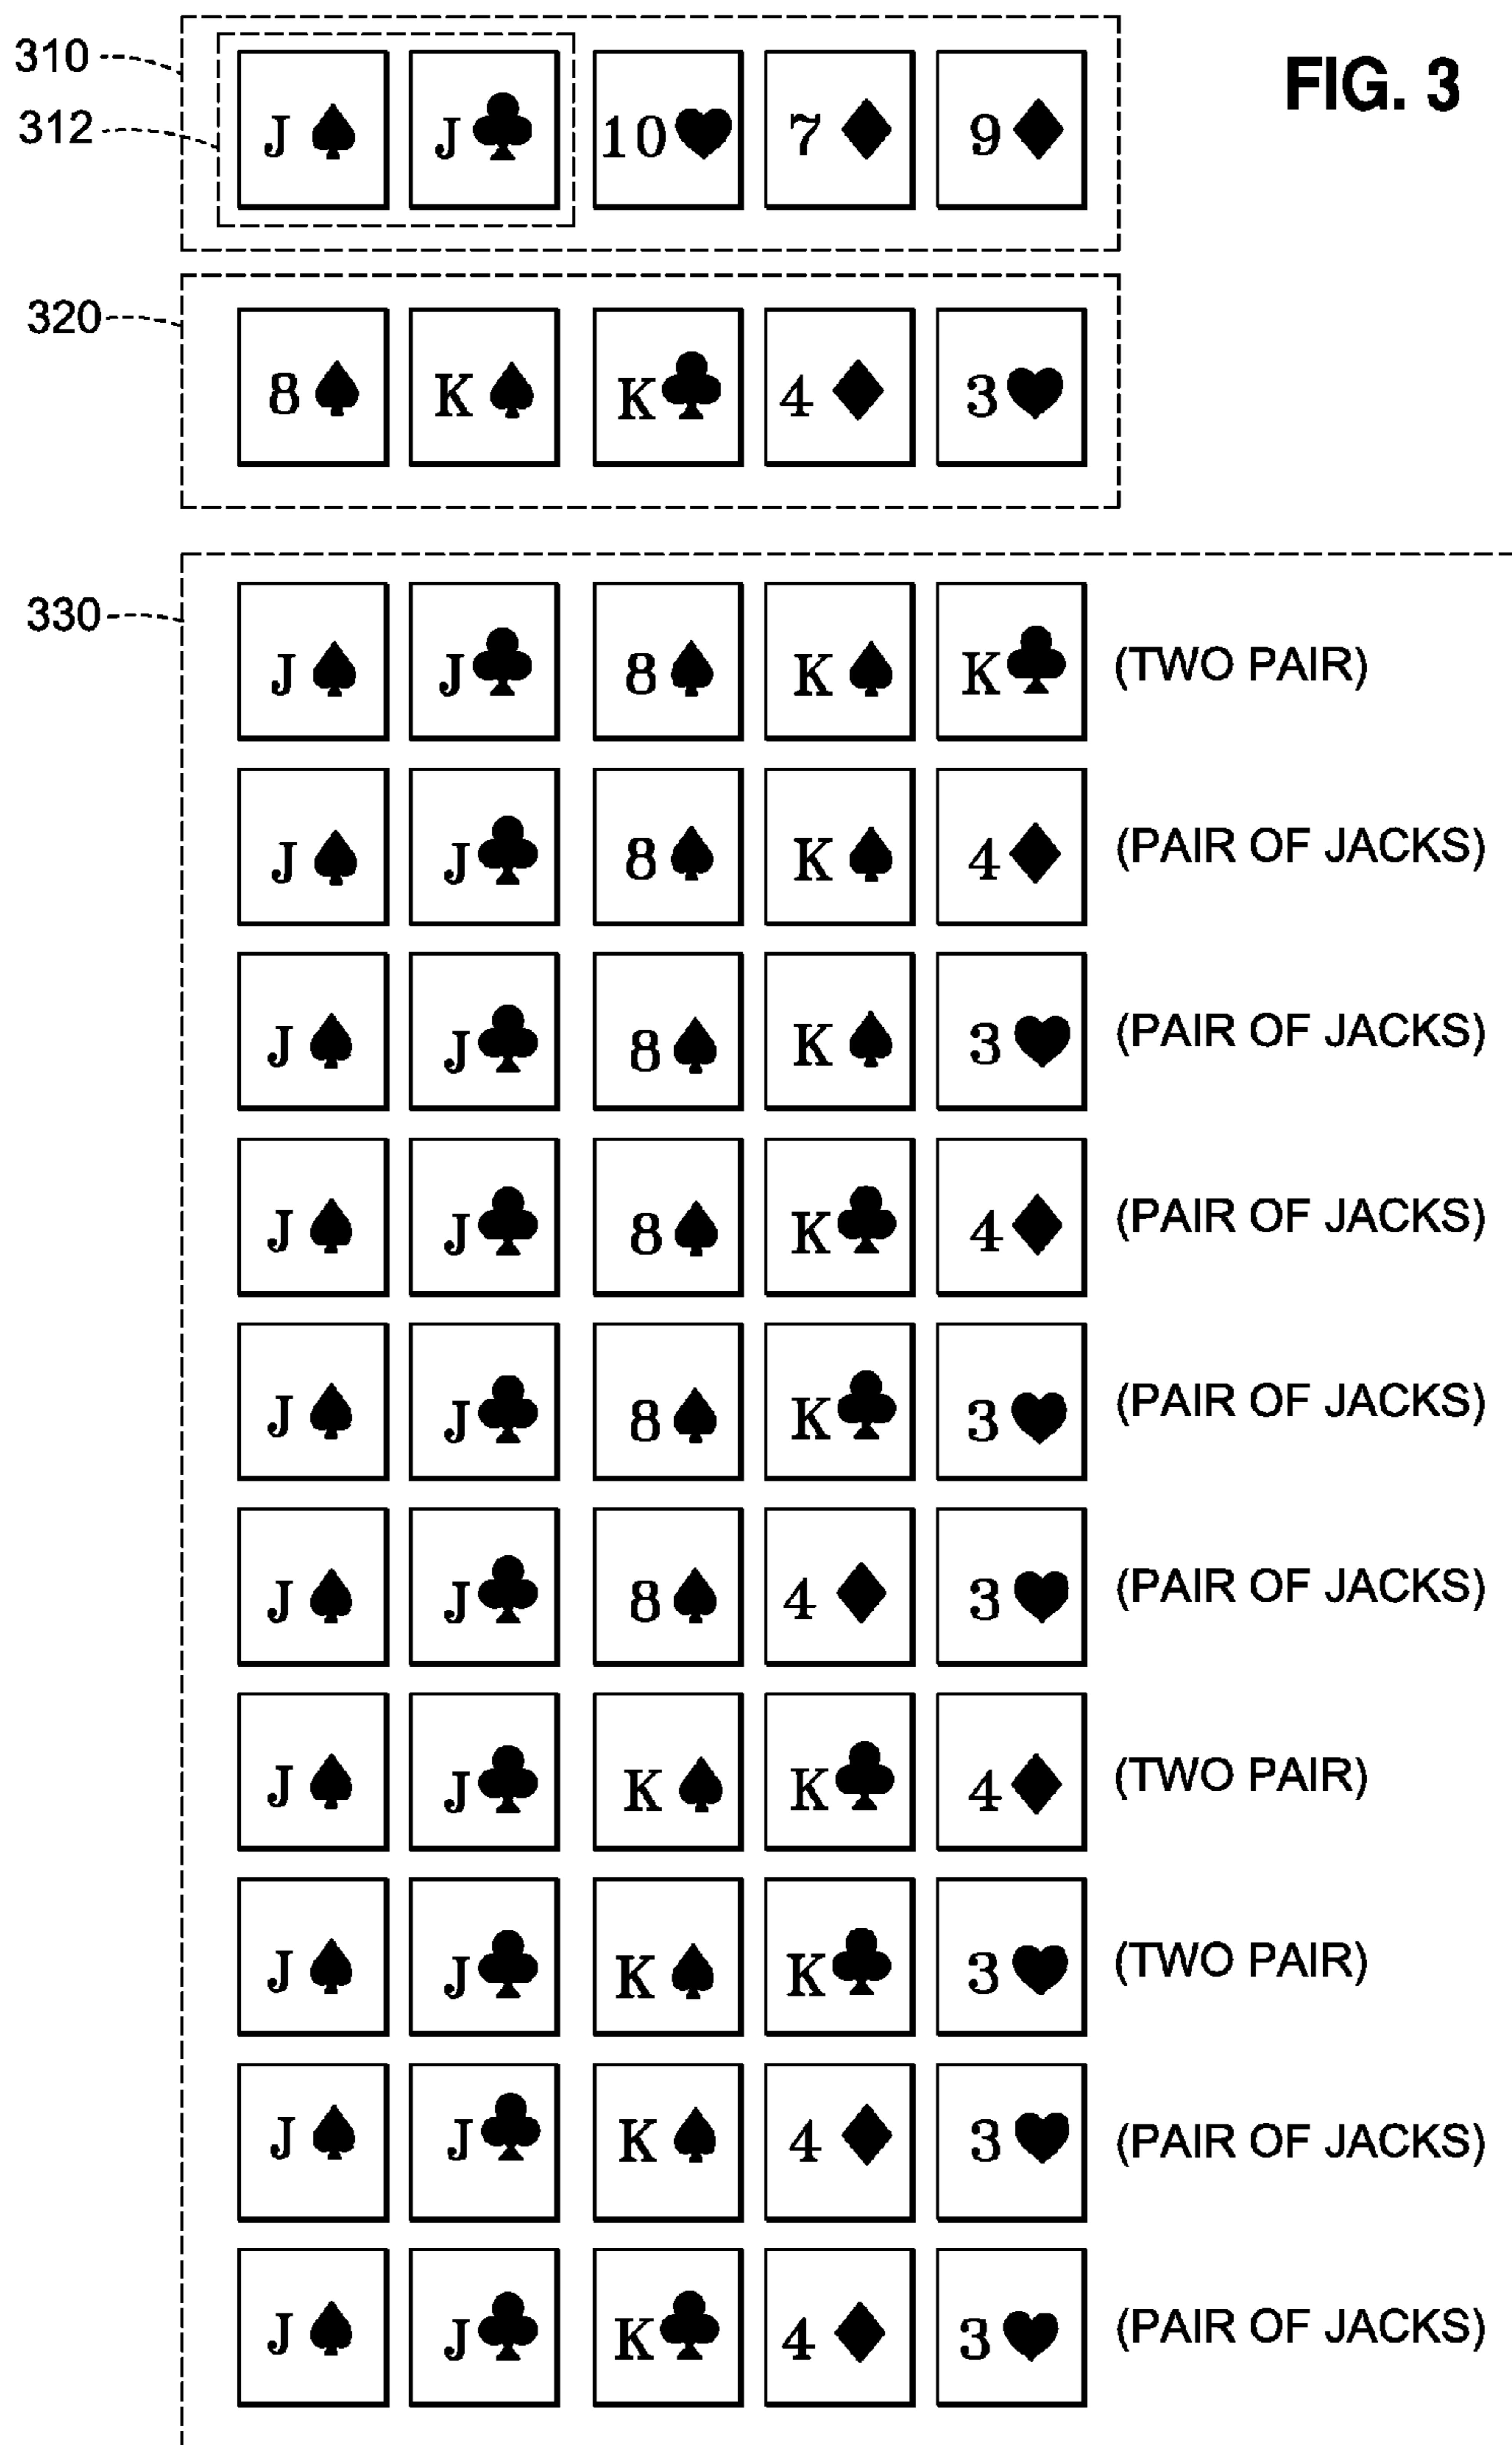 310
FIG. 3
312
J♠ J♣ 10♥ 7♦ 9♦
320
8♠ K♠ K♣ 4♦ 3♥
330
J♠ J♣ 8♠ K♠ K♣ (TWO PAIR)
J♠ J♣ 8♠ K♠ 4♦ (PAIR OF JACKS)
J♠ J♣ 8♠ K♠ 3♥ (PAIR OF JACKS)
J♠ J♣ 8♠ K♣ 4♦ (PAIR OF JACKS)
J♠ J♣ 8♠ K♣ 3♥ (PAIR OF JACKS)
J♠ J♣ 8♠ 4♦ 3♥ (PAIR OF JACKS)
J♠ J♣ K♠ K♣ 4♦ (TWO PAIR)
J♠ J♣ K♠ K♣ 3♥ (TWO PAIR)
J♠ J♣ K♠ 4♦ 3♥ (PAIR OF JACKS)
J♠ J♣ K♣ 4♦ 3♥ (PAIR OF JACKS)